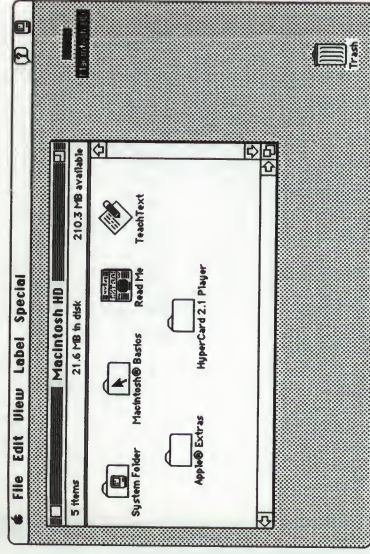 File Edit View Label Special
Macintosh HD
5 items 21.6 MB in disk 210.3 MB available
System Folder Macintosh® Basics Read Me TeachText
Apple® Extras HyperCard 2.1 Player
Trash